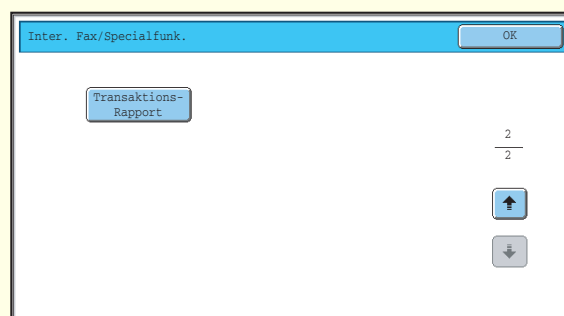 Inter. Fax/Specialfunk.
OK
Transaktions-
Rapport
2
2